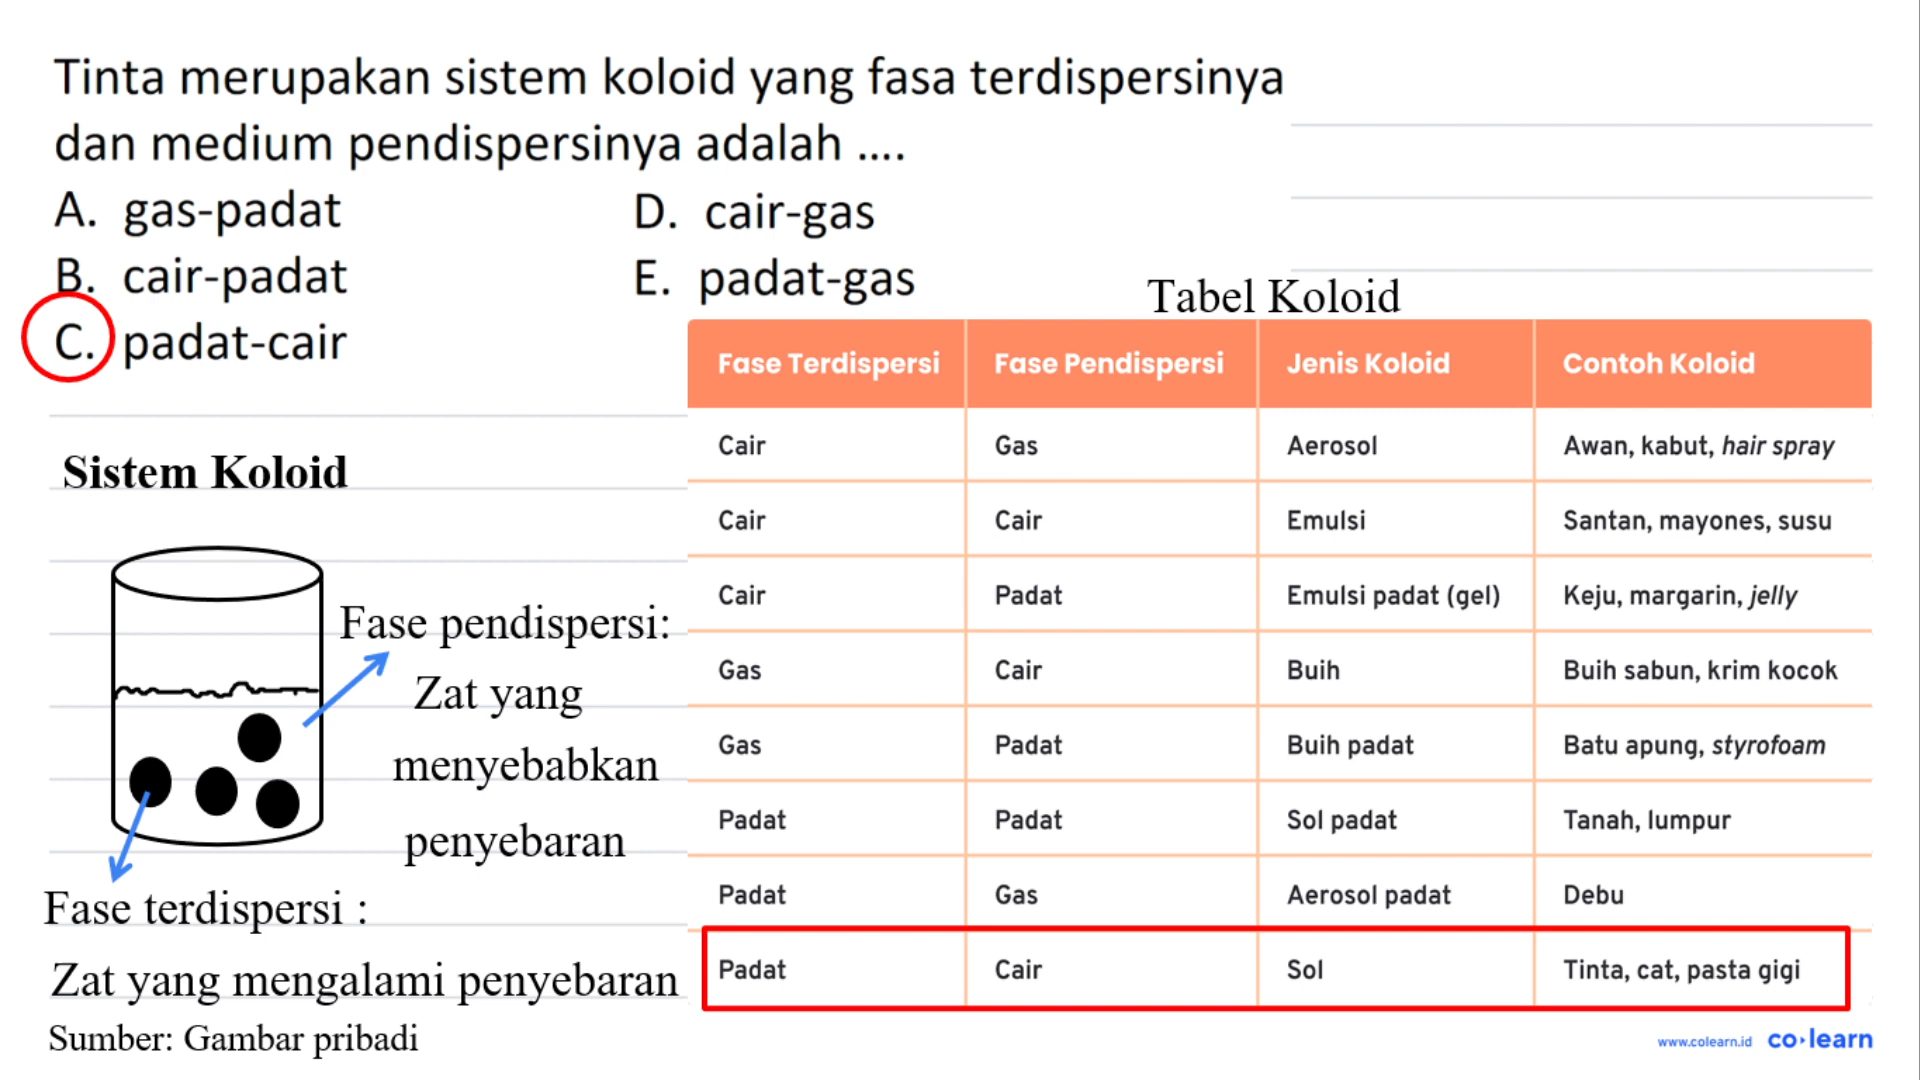 Tinta merupakan sistem koloid yang fasa terdispersinya
dan medium pendispersinya adalah ....
A. gas-padat
B. cair-padat
C. padat-cair
D. cair-gas
E. padat-gas
Tabel Koloid
Fase Terdispersi Fase Pendispersi Jenis Koloid Contoh Koloid
Cair Gas Aerosol Awan, kabut, hair spray
Cair Cair Emulsi Santan, mayones, susu
Cair Padat Emulsi padat (gel) Keju, margarin, jelly
Gas Cair Buih Buih sabun, krim kocok
Gas Padat Buih padat Batu apung, styrofoam
Padat Padat Sol padat Tanah, lumpur
Padat Gas Aerosol padat Debu
Padat Cair Sol Tinta, cat, pasta gigi
Sistem Koloid
Fase pendispersi:
Zat yang
menyebabkan
penyebaran
Fase terdispersi :
Zat yang mengalami penyebaran
Sumber: Gambar pribadi
www.colearn.id co learn